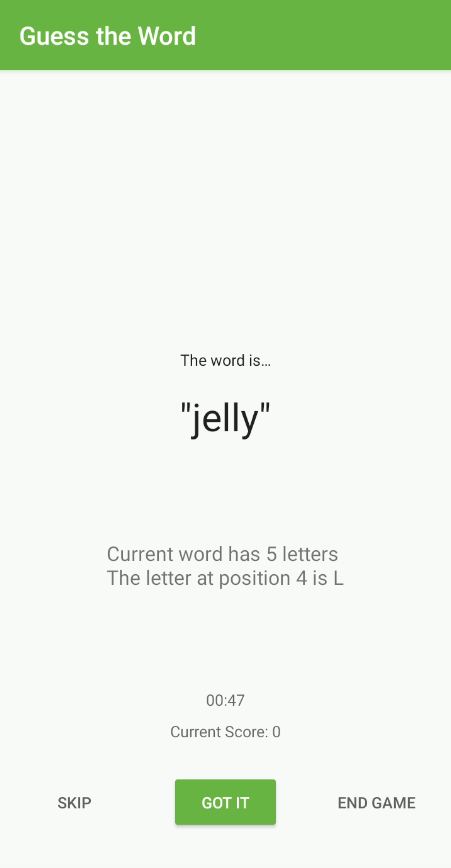 Guess the Word
The word is…
"jelly"
Current word has 5 letters
The letter at position 4 is L
00:47
Current Score: 0
SKIP GOT IT END GAME